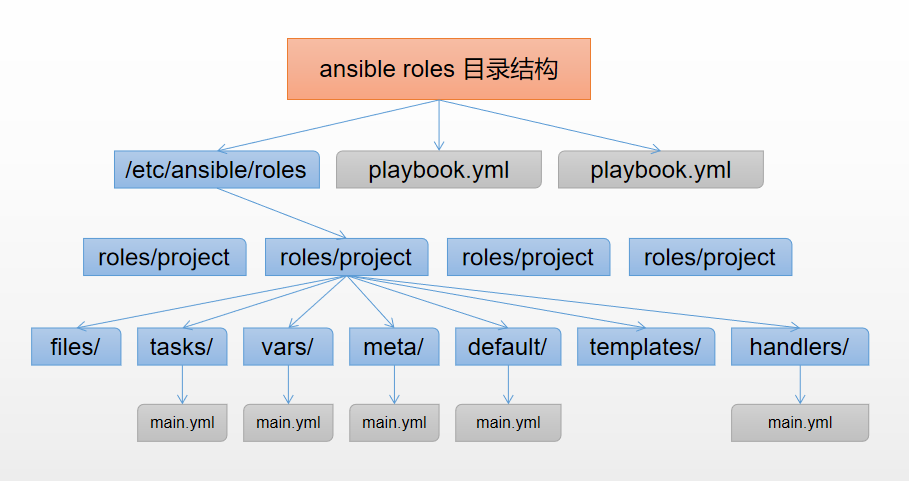 ansible roles 目录结构
/etc/ansible/roles
playbook.yml
playbook.yml
roles/project
roles/project
roles/project
roles/project
files/
tasks/
vars/
meta/
default/
templates/
handlers/
main.yml
main.yml
main.yml
main.yml
main.yml